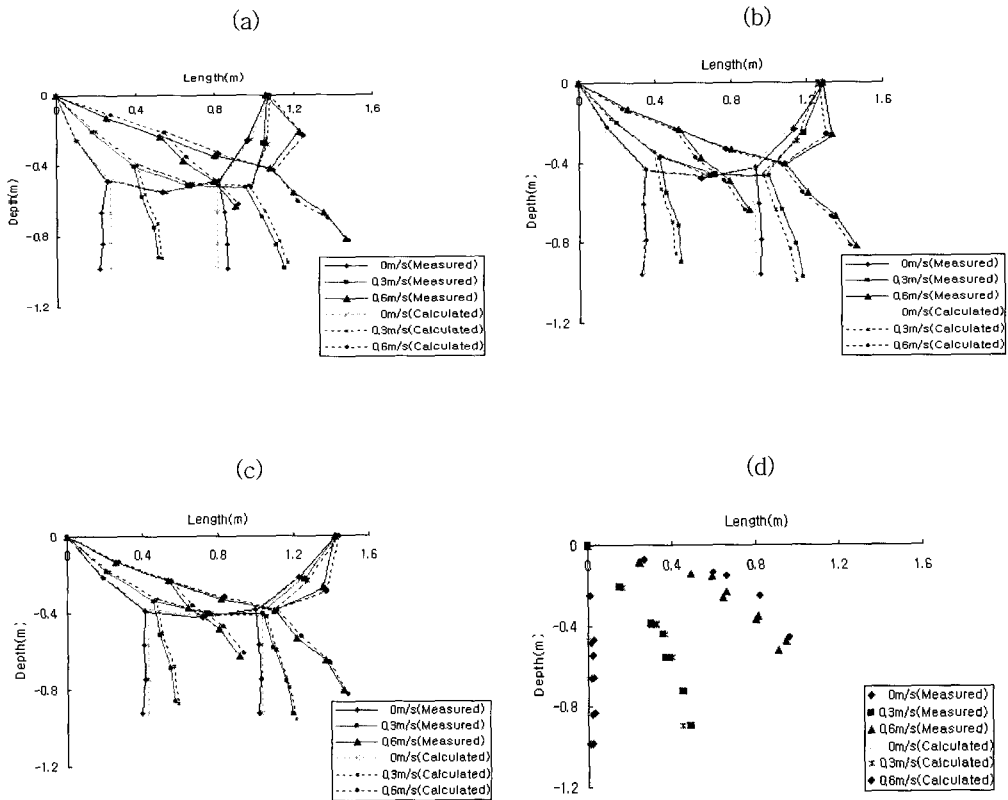 (a)
Length(m)
0
0.4
0.8
1.2
1.6
0
-0.4
-0.8
-1.2
Depth(m)
0m/s(Measured)
0.3m/s(Measured)
0.6m/s(Measured)
0m/s(Calculated)
0.3m/s(Calculated)
0.6m/s(Calculated)
(b)
Length(m)
0
0.4
0.8
1.2
1.6
0
-0.4
-0.8
-1.2
Depth(m)
0m/s(Measured)
0.3m/s(Measured)
0.6m/s(Measured)
0m/s(Calculated)
0.3m/s(Calculated)
0.6m/s(Calculated)
(c)
Length(m)
0
0.4
0.8
1.2
1.6
0
-0.4
-0.8
-1.2
Depth(m)
0m/s(Measured)
0.3m/s(Measured)
0.6m/s(Measured)
0m/s(Calculated)
0.3m/s(Calculated)
0.6m/s(Calculated)
(d)
Length(m)
0
0.4
0.8
1.2
1.6
0
-0.4
-0.8
-1.2
Depth(m)
0m/s(Measured)
0.3m/s(Measured)
0.6m/s(Measured)
0m/s(Calculated)
0.3m/s(Calculated)
0.6m/s(Calculated)